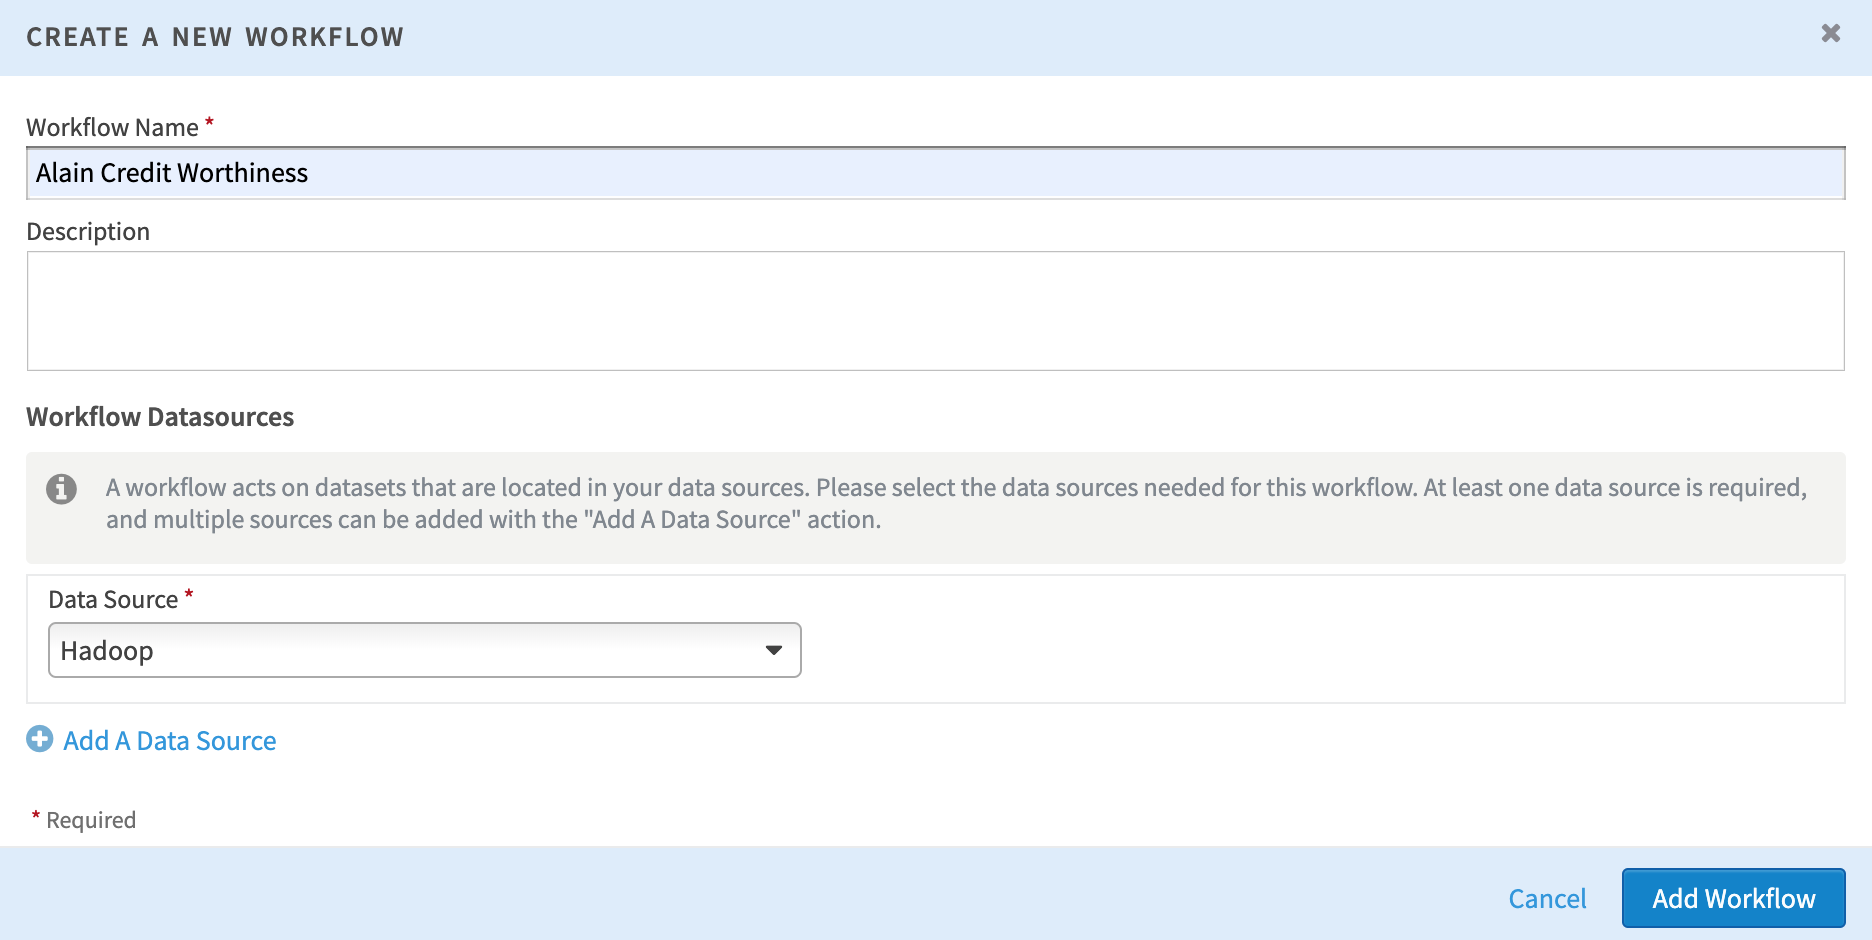 CREATE A NEW WORKFLOW
Workflow Name *
Alain Credit Worthiness
Description
Workflow Datasources
A workflow acts on datasets that are located in your data sources. Please select the data sources needed for this workflow. At least one data source is required,
and multiple sources can be added with the "Add A Data Source" action.
Data Source *
Hadoop
Add A Data Source
* Required
Cancel
Add Workflow